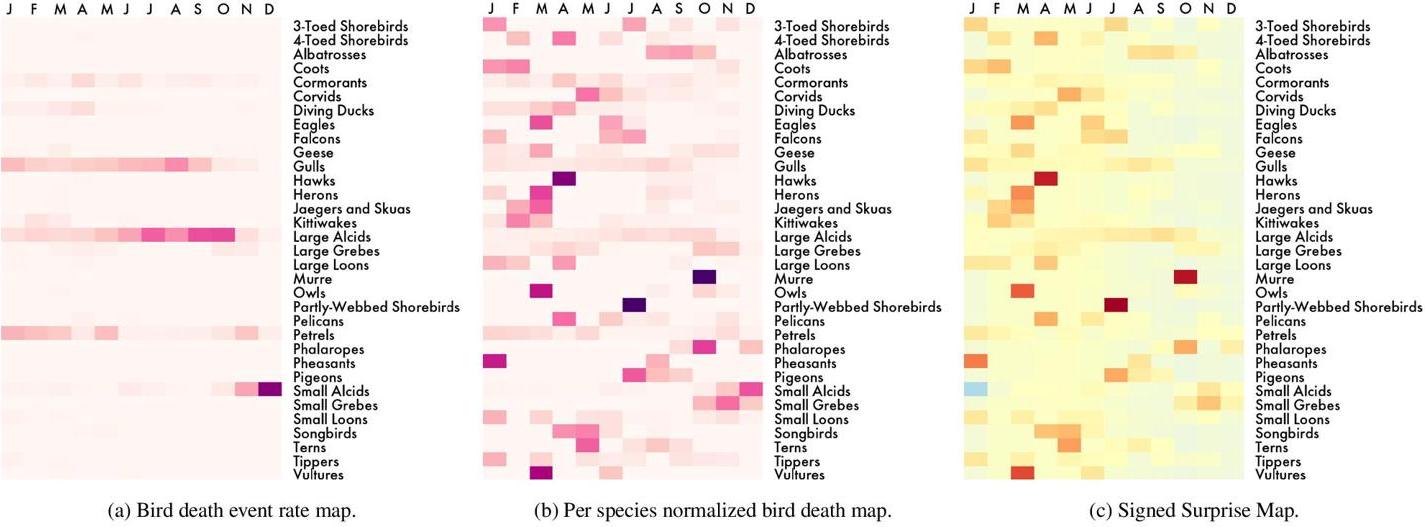 J F M A M J J A S O N D
3-Toed Shorebirds
4-Toed Shorebirds
Albatrosses
Coots
Cormorants
Corvids
Diving Ducks
Eagles
Falcons
Geese
Gulls
Hawks
Herons
Jaegers and Skuas
Kittiwakes
Large Alcids
Large Grebes
Large Loons
Murre
Owls
Partly-Webbed Shorebirds
Pelicans
Petrels
Phalaropes
Pheasants
Pigeons
Small Alcids
Small Grebes
Small Loons
Songbirds
Terns
Tippers
Vultures
(a) Bird death event rate map.
J F M A M J J A S O N D
3-Toed Shorebirds
4-Toed Shorebirds
Albatrosses
Coots
Cormorants
Corvids
Diving Ducks
Eagles
Falcons
Geese
Gulls
Hawks
Herons
Jaegers and Skuas
Kittiwakes
Large Alcids
Large Grebes
Large Loons
Murre
Owls
Partly-Webbed Shorebirds
Pelicans
Petrels
Phalaropes
Pheasants
Pigeons
Small Alcids
Small Grebes
Small Loons
Songbirds
Terns
Tippers
Vultures
(b) Per species normalized bird death map.
J F M A M J J A S O N D
3-Toed Shorebirds
4-Toed Shorebirds
Albatrosses
Coots
Cormorants
Corvids
Diving Ducks
Eagles
Falcons
Geese
Gulls
Hawks
Herons
Jaegers and Skuas
Kittiwakes
Large Alcids
Large Grebes
Large Loons
Murre
Owls
Partly-Webbed Shorebirds
Pelicans
Petrels
Phalaropes
Pheasants
Pigeons
Small Alcids
Small Grebes
Small Loons
Songbirds
Terns
Tippers
Vultures
(c) Signed Surprise Map.